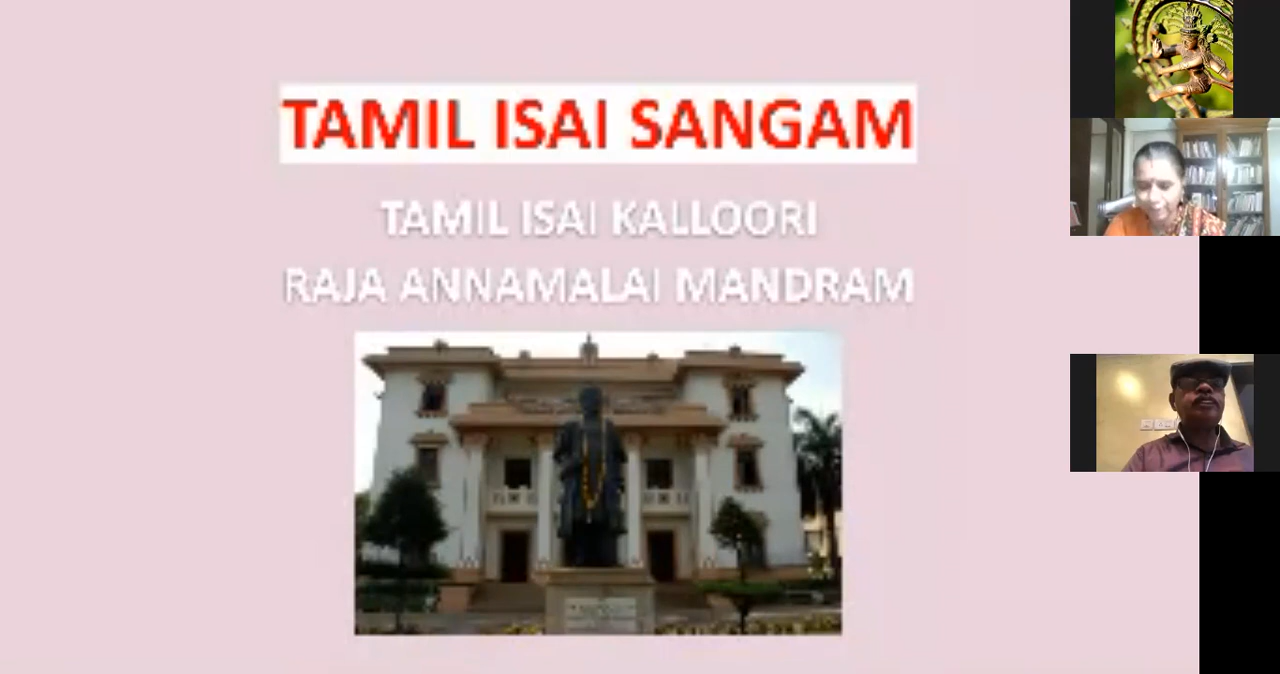 TAMIL ISAI SANGAM
TAMIL ISAI KALLOORI
RAJA ANNAMALAI MANDRAM